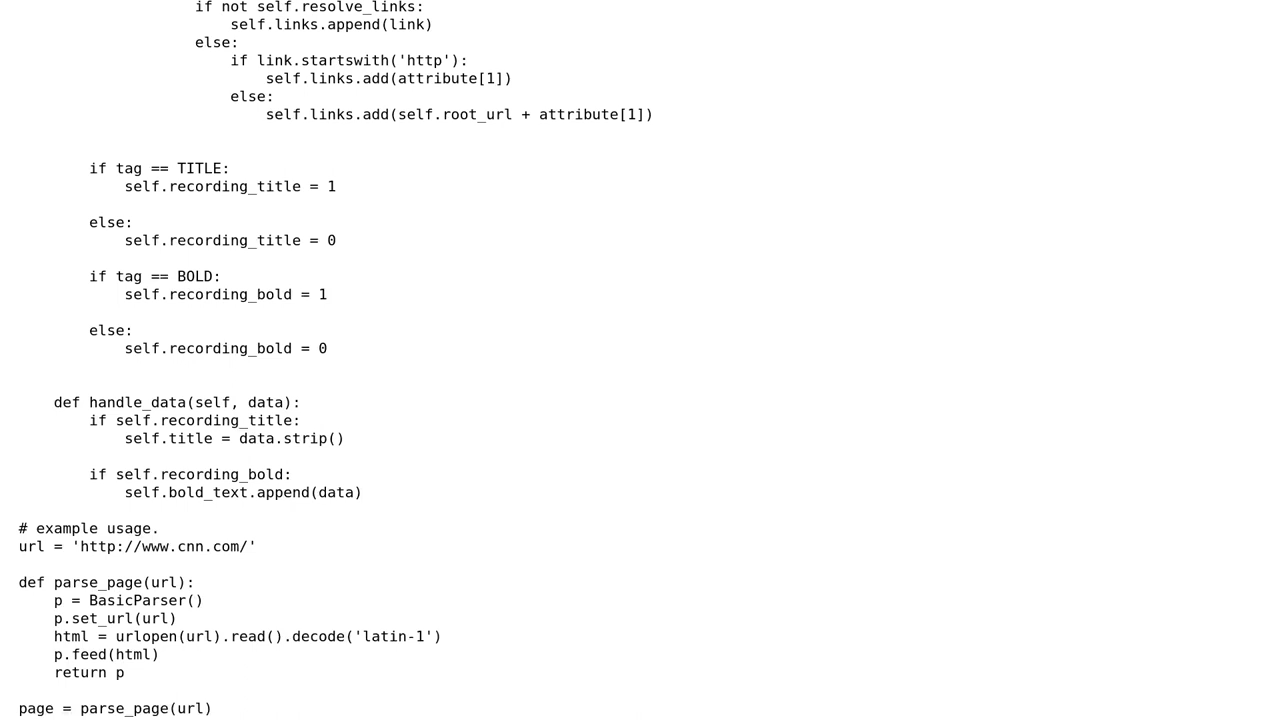 if not self.resolve_links:
self.links.append(link)
else:
if link.startswith('http'):
self.links.add(attribute[1])
else:
self.links.add(self.root_url + attribute[1])
if tag == TITLE:
self.recording_title = 1
else:
self.recording_title = 0
if tag == BOLD:
self.recording_bold = 1
else:
self.recording_bold = 0
def handle_data(self, data):
if self.recording_title:
self.title = data.strip()
if self.recording_bold:
self.bold_text.append(data)
# example usage.
url = 'http://www.cnn.com/'
def parse_page(url):
p = BasicParser()
p.set_url(url)
html = urlopen(url).read().decode('latin-1')
p.feed(html)
return p
page = parse_page(url)